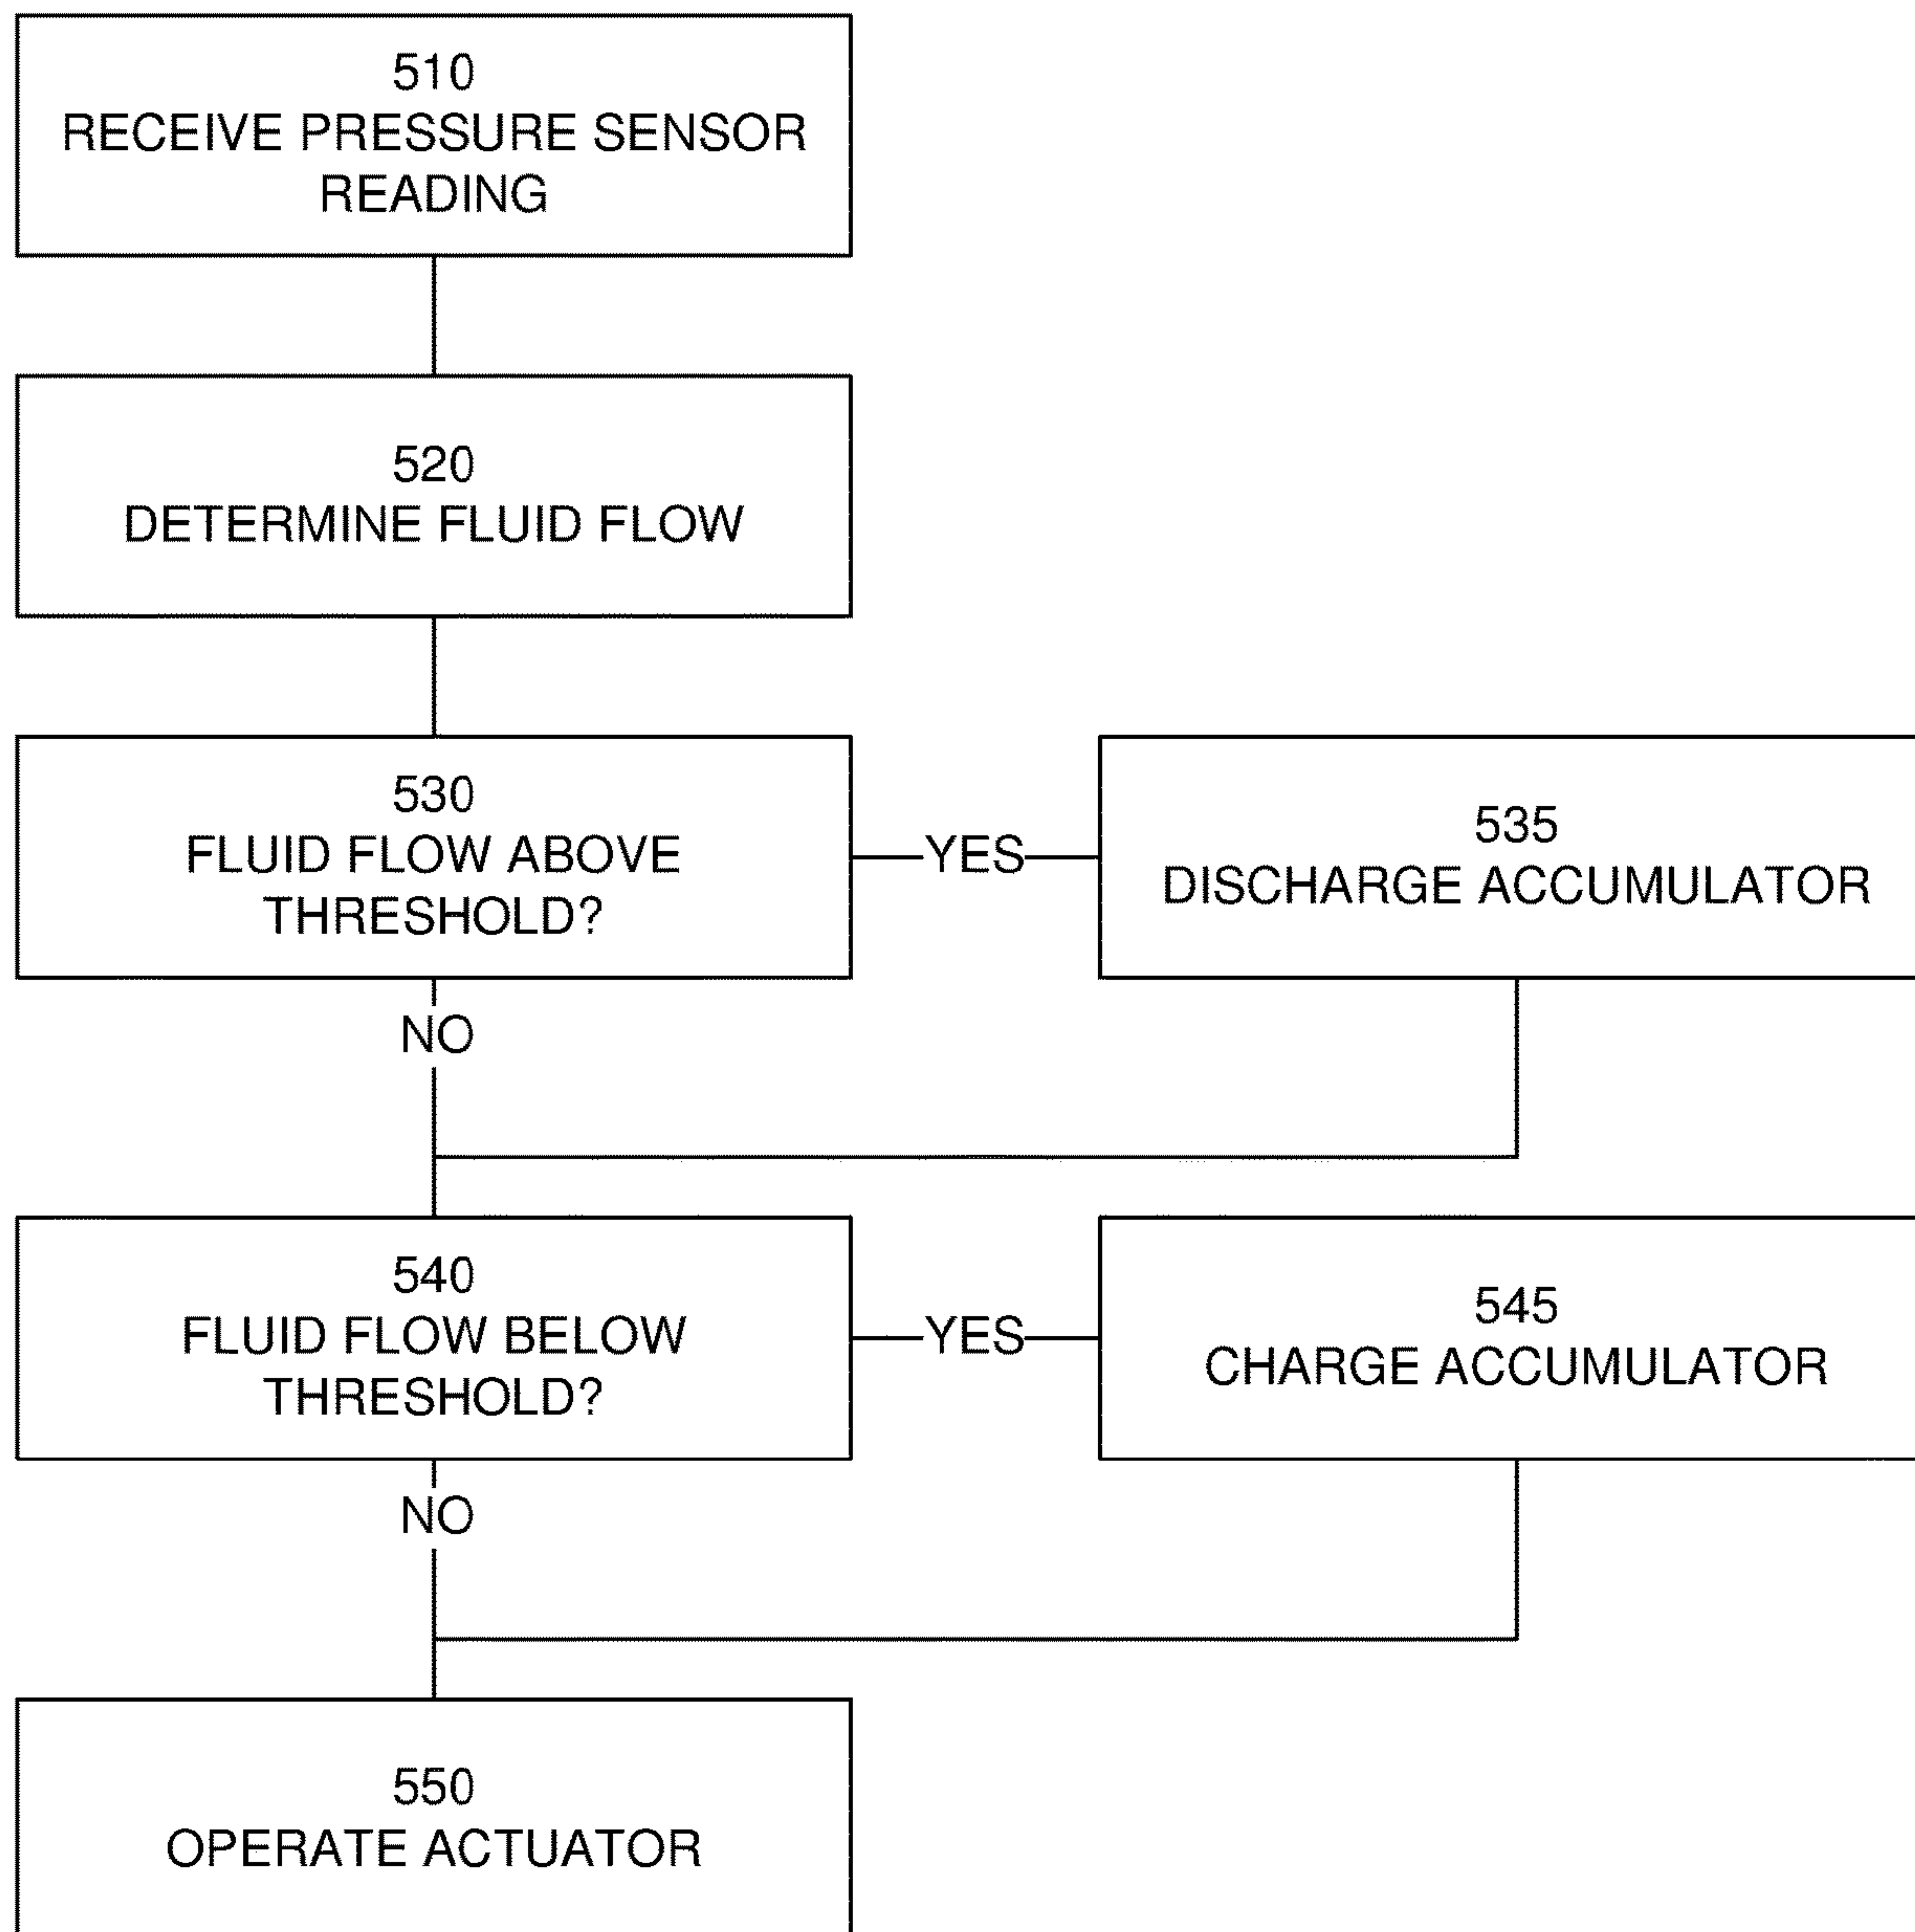 510
RECEIVE PRESSURE SENSOR
READING
520
DETERMINE FLUID FLOW
530
FLUID FLOW ABOVE
THRESHOLD?
YES
535
DISCHARGE ACCUMULATOR
NO
540
FLUID FLOW BELOW
THRESHOLD?
YES
545
CHARGE ACCUMULATOR
NO
550
OPERATE ACTUATOR